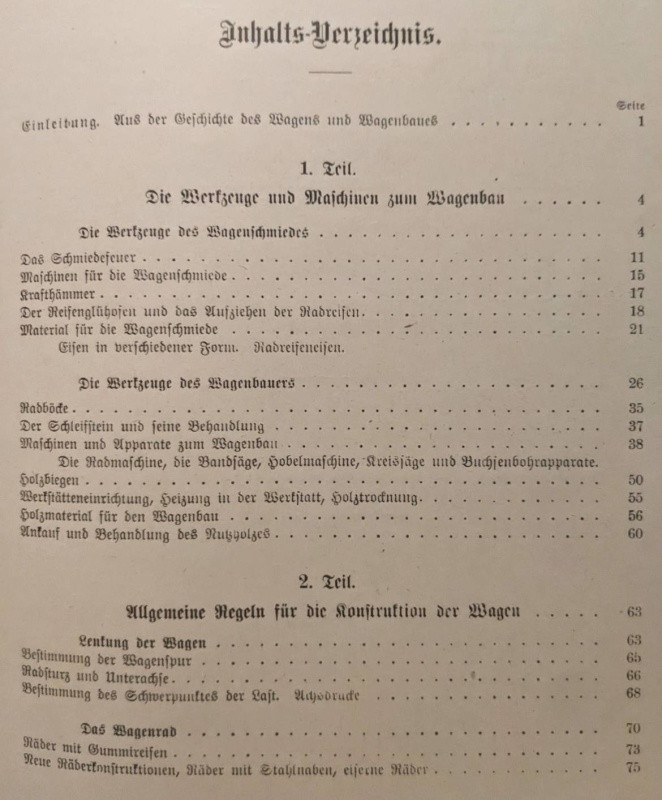 Inhalts-Verzeichnis.
Seite
Einleitung. Aus der Geschichte des Wagens und Wagenbaues . . . . . . . . . . . 1
1. Teil.
Die Werkzeuge und Maschinen zum Wagenbau . . . . . . 4
Die Werkzeuge des Wagenschmiedes . . . . . . . . . . . . . . . . . . 4
Das Schmiedefeuer . . . . . . . . . . . . . . . . . . . . . . . . . . . . 11
Maschinen für die Wagenschmiede . . . . . . . . . . . . . . . . . . . . . . 15
Krafthämmer . . . . . . . . . . . . . . . . . . . . . . . . . . . . . . 17
Der Reifenglühofen und das Aufziehen der Radreifen . . . . . . . . . . . . . . 18
Material für die Wagenschmiede . . . . . . . . . . . . . . . . . . . . . . 21
Eisen in verschiedener Form. Radreifeneisen.
Die Werkzeuge des Wagenbauers . . . . . . . . . . . . . . . . . . 26
Radböcke . . . . . . . . . . . . . . . . . . . . . . . . . . . . . . . 35
Der Schleifstein und seine Behandlung . . . . . . . . . . . . . . . . . . . . 37
Maschinen und Apparate zum Wagenbau . . . . . . . . . . . . . . . . . . . 38
Die Radmaschine, die Bandsäge, Hobelmaschine, Kreissäge und Buchsenbohrapparate.
Holzbiegen . . . . . . . . . . . . . . . . . . . . . . . . . . . . . . 50
Werkstätteneinrichtung, Heizung in der Werkstatt, Holztrocknung. . . . . . . . . . . 55
Holzmaterial für den Wagenbau . . . . . . . . . . . . . . . . . . . . . . 56
Ankauf und Behandlung des Nutzholzes . . . . . . . . . . . . . . . . . . . 60
2. Teil.
Allgemeine Regeln für die Konstruktion der Wagen . . . . . 63
Lenkung der Wagen . . . . . . . . . . . . . . . . . . . . . . . . 63
Bestimmung der Wagenspur . . . . . . . . . . . . . . . . . . . . . . . . 65
Radsturz und Unterachse . . . . . . . . . . . . . . . . . . . . . . . . . 66
Bestimmung des Schwerpunktes der Last. Achsdrucke . . . . . . . . . . . . . . 68
Das Wagenrad . . . . . . . . . . . . . . . . . . . . . . . . . . 70
Räder mit Gummireifen . . . . . . . . . . . . . . . . . . . . . . . . . 73
Neue Räderkonstruktionen, Räder mit Stahlnaben, eiserne Räder . . . . . . . . . . 75